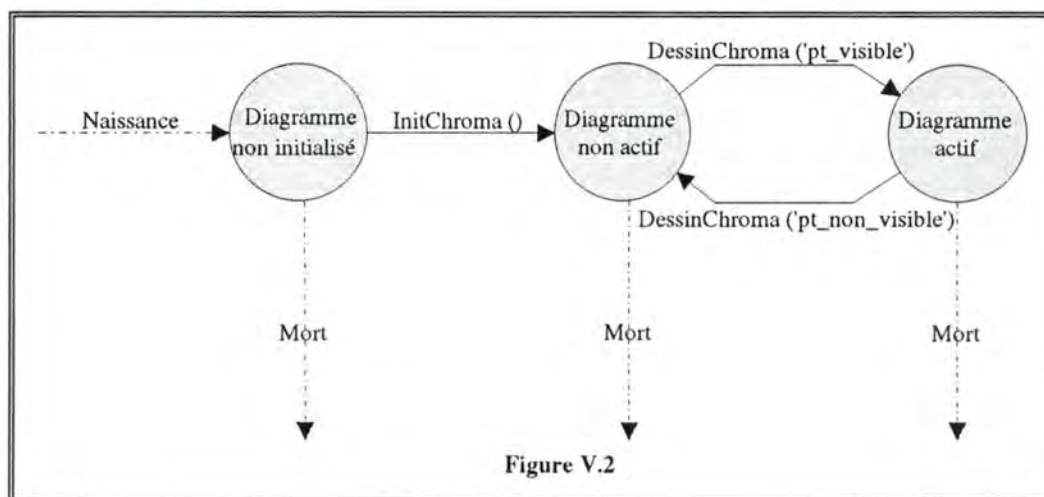 DessinChroma ('pt_visible')
Naissance
Diagramme
non initialisé
InitChroma ()
Diagramme
non actif
Diagramme
actif
DessinChroma ('pt_non_visible')
Mort
Mort
Mort
Figure V.2